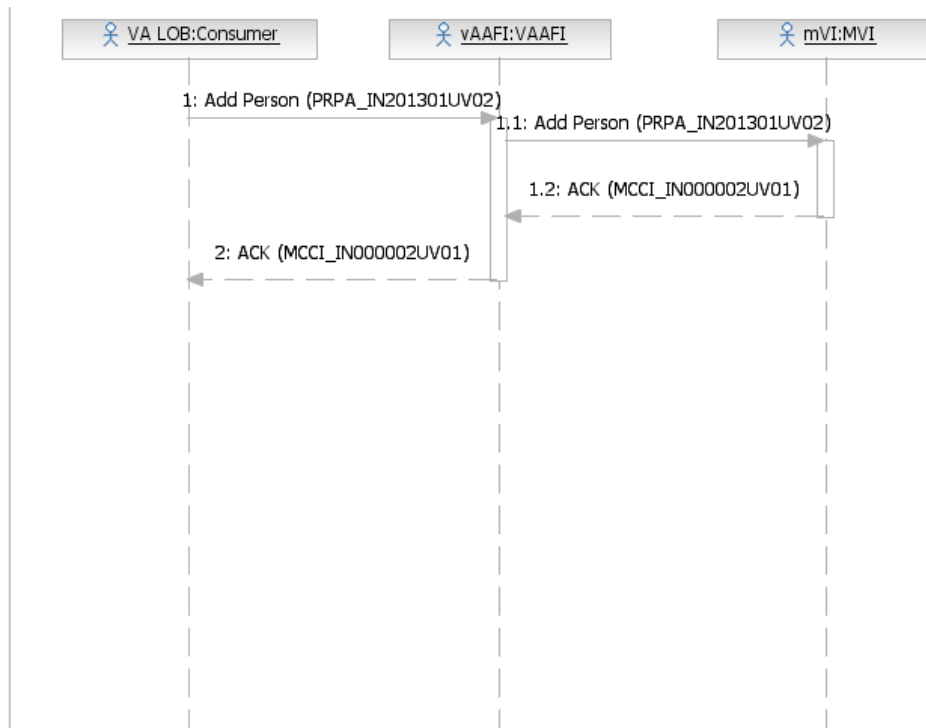 VA LOB:Consumer
vAAFI:VAAFI
mVI:MVI
1: Add Person (PRPA_IN201301UV02)
1.1: Add Person (PRPA_IN201301UV02)
1.2: ACK (MCCI_IN000002UV01)
2: ACK (MCCI_IN000002UV01)